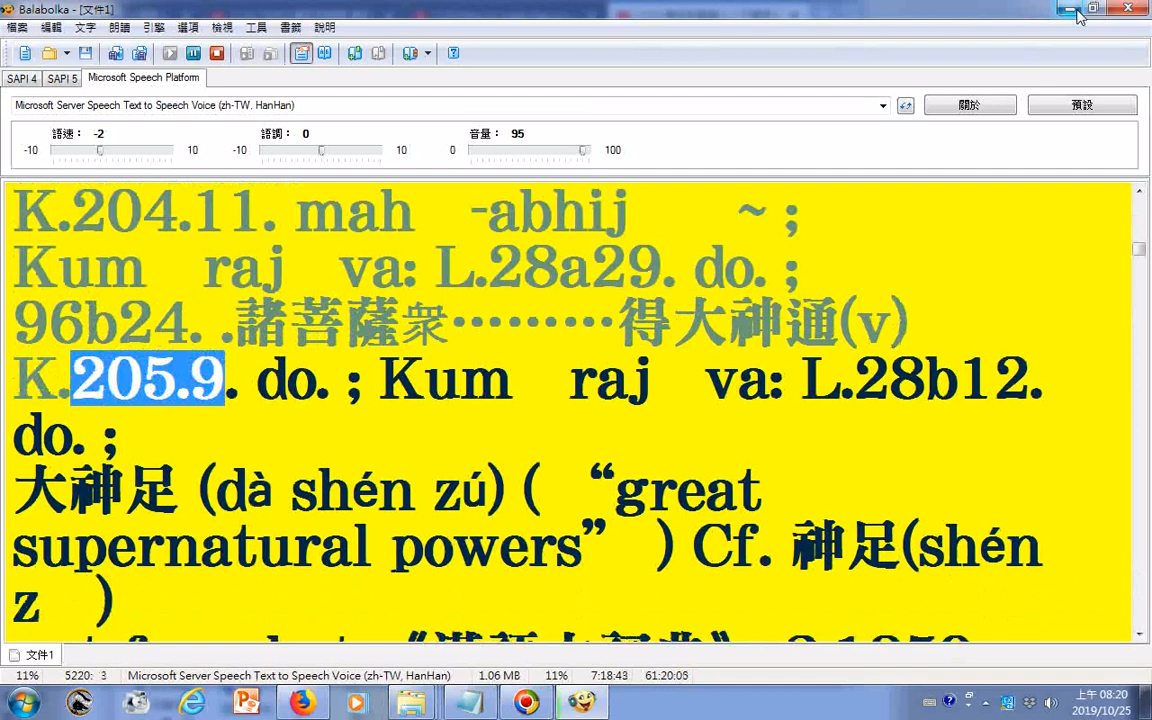 Balabolka - [文件1]
檔案 編輯 文字 朗讀 引擎 選項 檢視 工具 書籤 說明
SAPI 4 SAPI 5 Microsoft Speech Platform
Microsoft Server Speech Text to Speech Voice (zh-TW, HanHan) 關於 預設
語速： -2 語調： 0 音量： 95
-10 10 -10 10 0 100
K.204.11. mah -abhij ~ ;
Kum raj va: L.28a29. do. ;
96b24. .諸菩薩衆………得大神通(v)
K.205.9. do. ; Kum raj va: L.28b12.
do. ;
大神足 (dà shén zú) ( “great
supernatural powers” ) Cf. 神足(shén
z )
文件1
11% 5220: 3 Microsoft Server Speech Text to Speech Voice (zh-TW, HanHan) 1.06 MB 11% 7:18:43 61:20:05
上午 08:20
2019/10/25